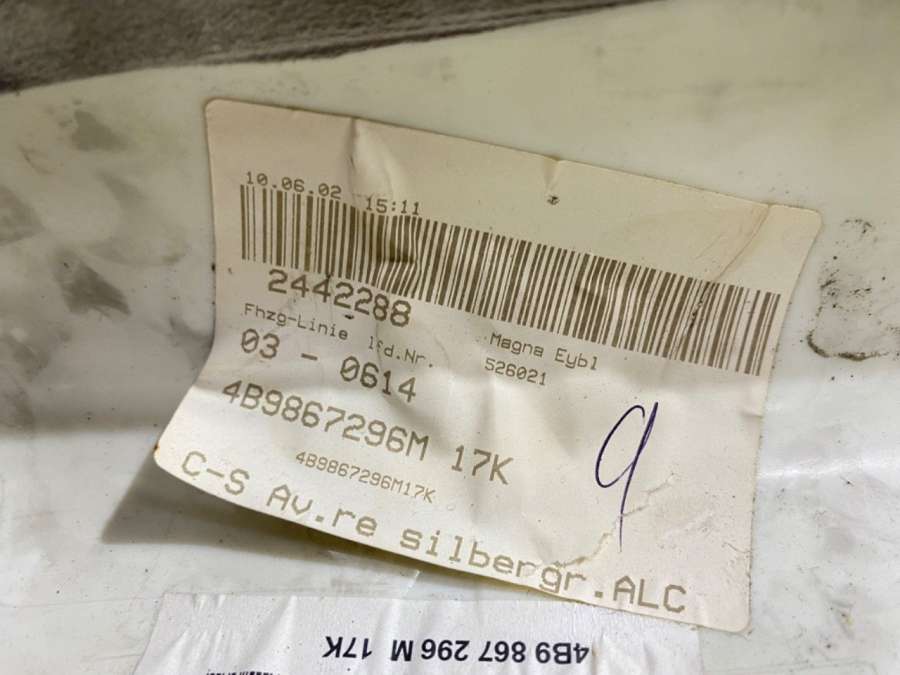 10.06.02 15:11
2442288
Fhzg-Linie lfd.Nr.
Magna Eybl
03 - 0614
526021
4B9867296M 17K
4B9867296M17K
C-S Av.re silbergr.ALC
9
4B9 867 296 M 17K